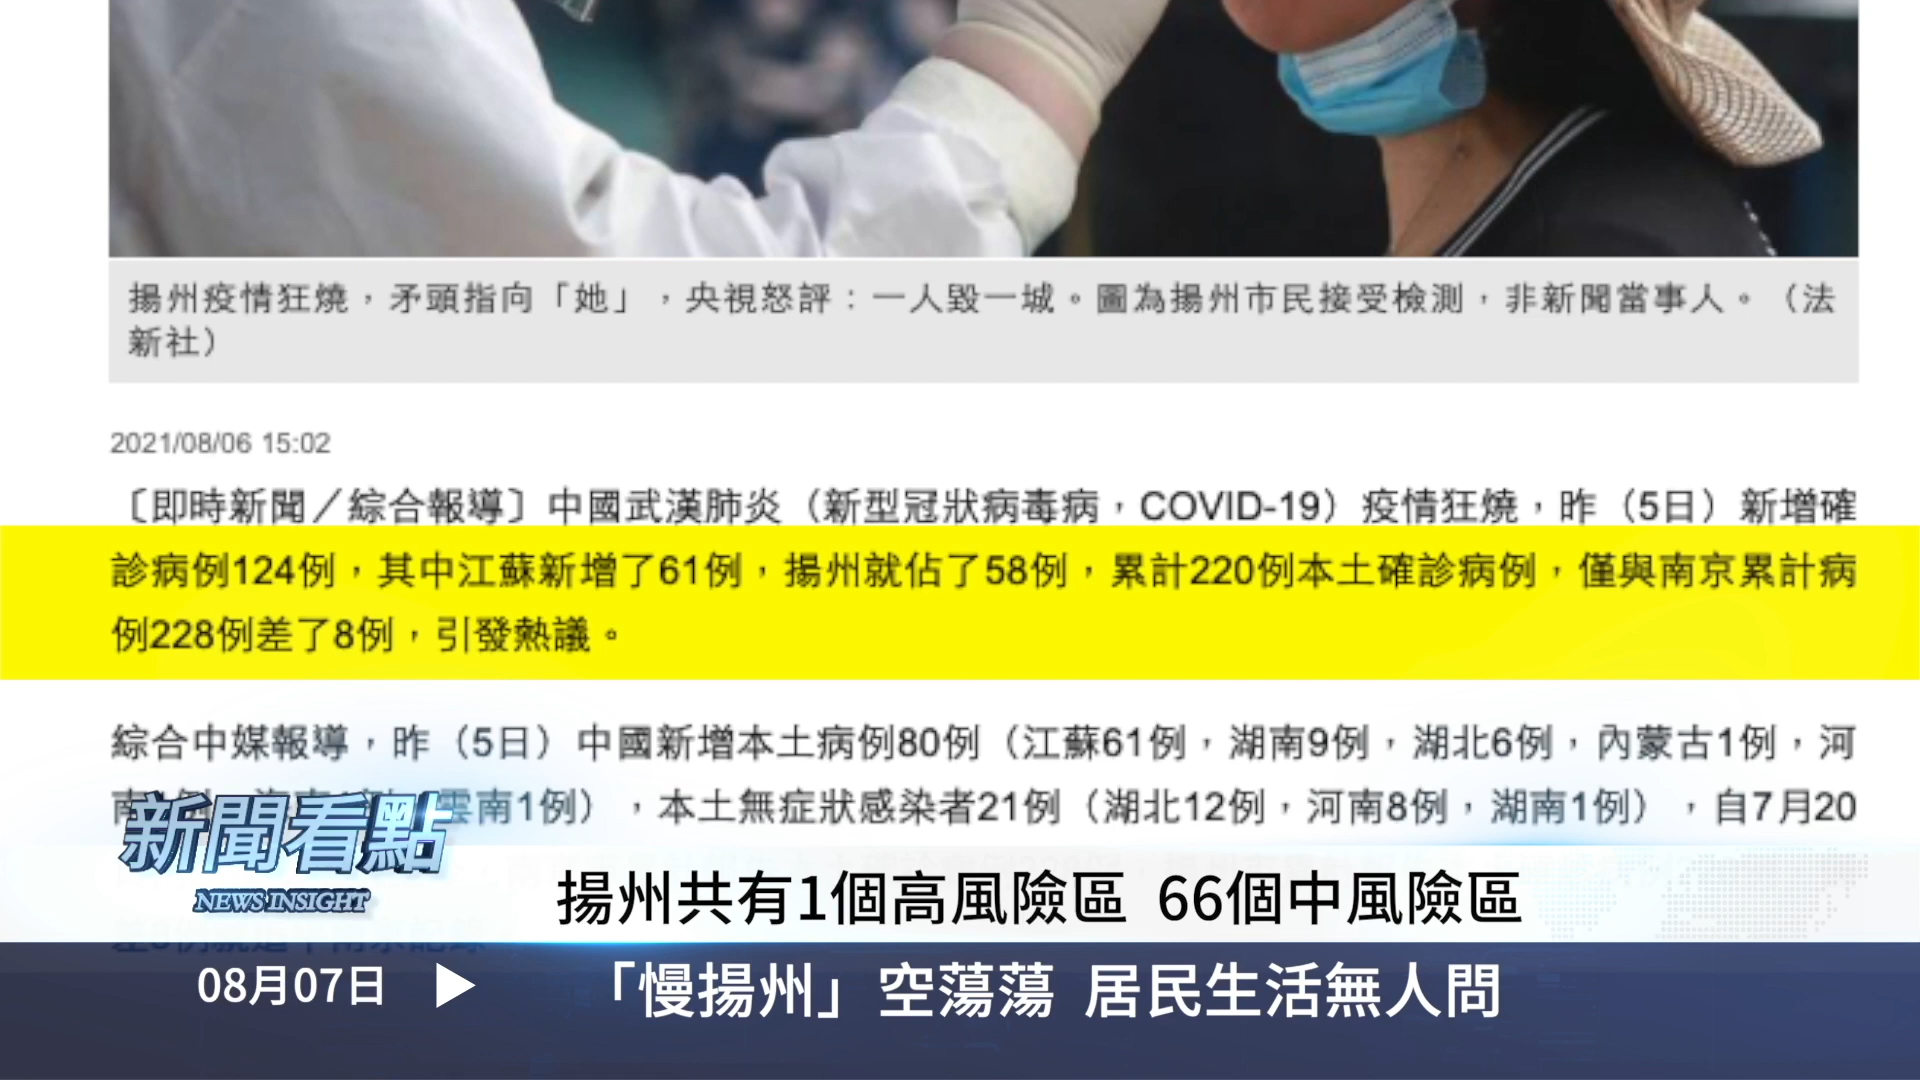 揚州疫情狂燒，矛頭指向「她」，央視怒評：一人毀一城。圖為揚州市民接受檢測，非新聞當事人。（法
新社）
2021/08/06 15:02
〔即時新聞／綜合報導〕中國武漢肺炎（新型冠狀病毒病，COVID-19）疫情狂燒，昨（5日）新增確
診病例124例，其中江蘇新增了61例，揚州就佔了58例，累計220例本土確診病例，僅與南京累計病
例228例差了8例，引發熱議。
綜合中媒報導，昨（5日）中國新增本土病例80例（江蘇61例，湖南9例，湖北6例，內蒙古1例，河
雲南1例），本土無症狀感染者21例（湖北12例，河南8例，湖南1例），自7月20
新聞看點
NEWS INSIGHT
揚州共有1個高風險區 66個中風險區
08月07日
「慢揚州」空蕩蕩 居民生活無人問